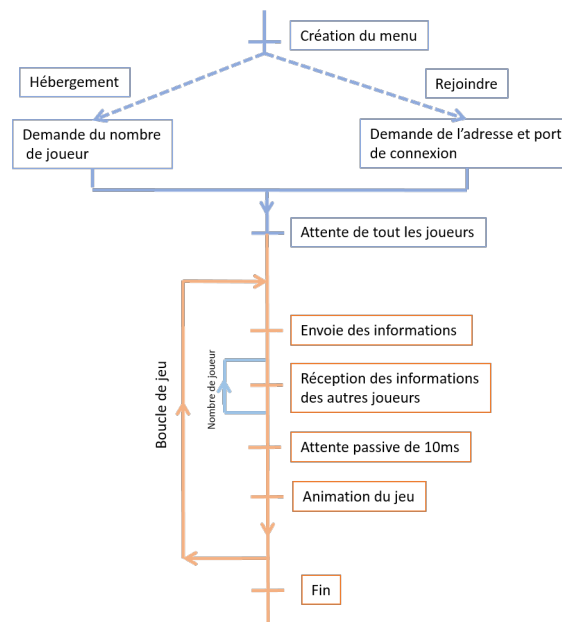 Création du menu
Hébergement
Rejoindre
Demande du nombre
de joueur
Demande de l'adresse et port
de connexion
Attente de tout les joueurs
Envoie des informations
Boucle de jeu
Nombre de joueur
Réception des informations
des autres joueurs
Attente passive de 10ms
Animation du jeu
Fin